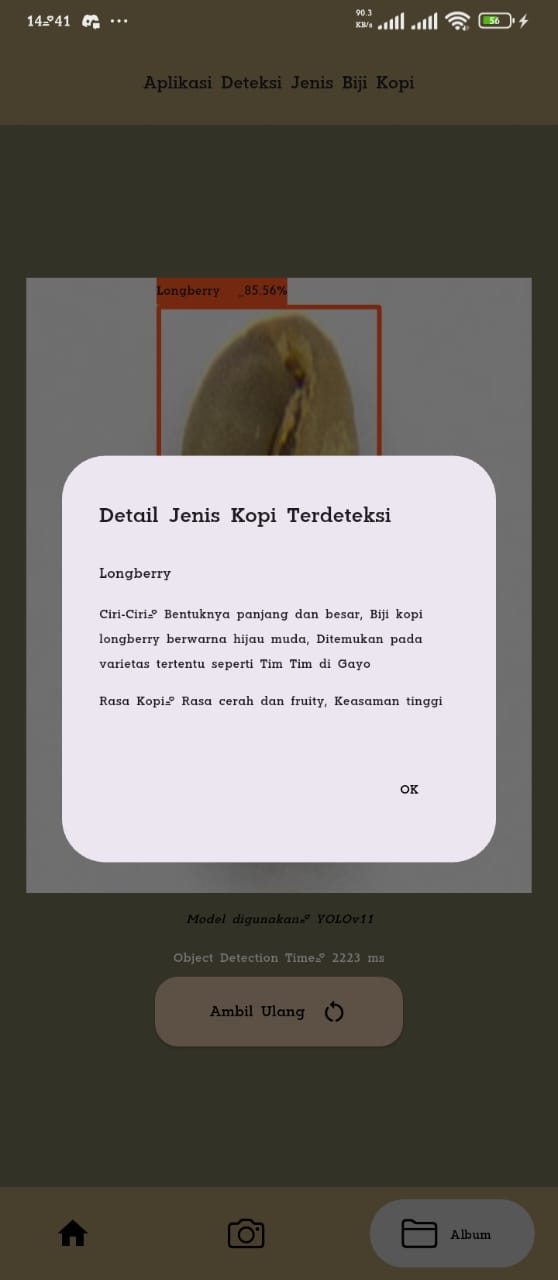 14:41
90.3
KB/s
56
Aplikasi Deteksi Jenis Biji Kopi
Longberry _85.56%
Detail Jenis Kopi Terdeteksi
Longberry
Ciri-Ciri: Bentuknya panjang dan besar, Biji kopi
longberry berwarna hijau muda, Ditemukan pada
varietas tertentu seperti Tim Tim di Gayo
Rasa Kopi: Rasa cerah dan fruity, Keasaman tinggi
OK
Model digunakan: YOLOv11
Object Detection Time: 2223 ms
Ambil Ulang
Album